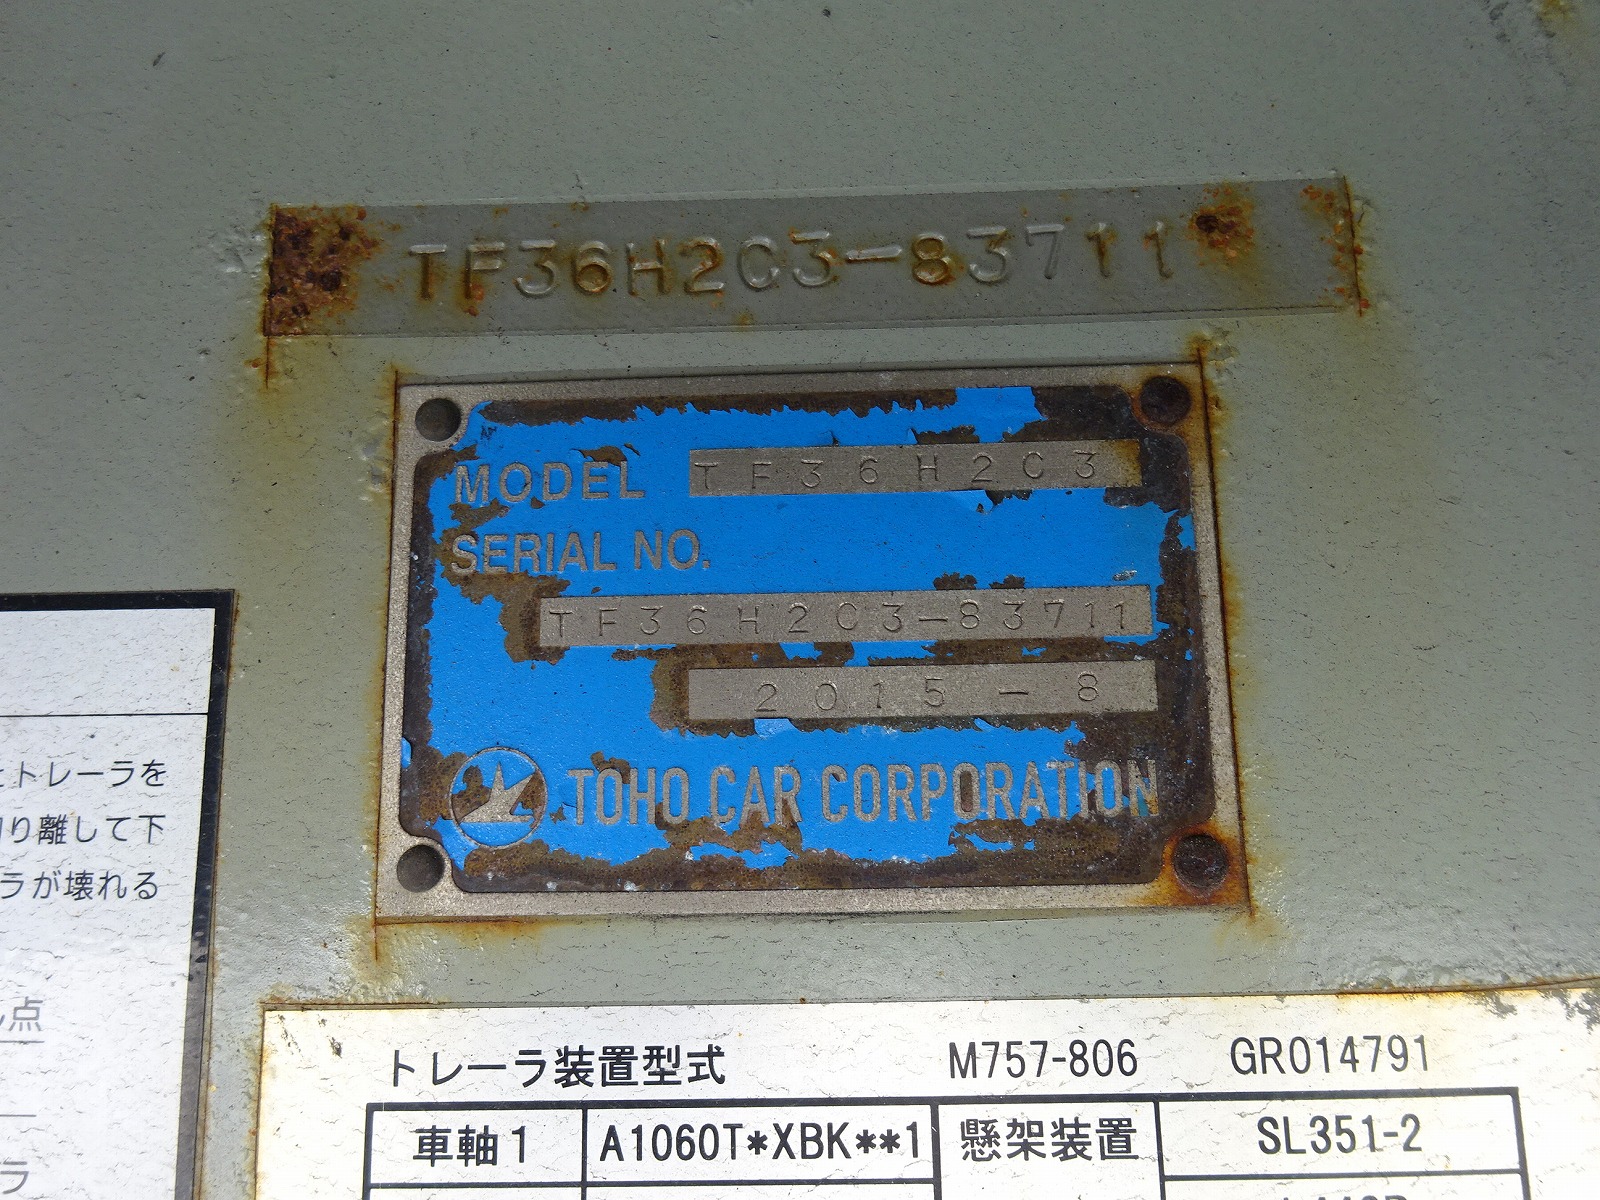 TF36H2C3-83711
MODEL TF36H2C3
SERIAL NO.
TF36H2C3-83711
2015-8
TOHO CAR CORPORATION
トレーラを
り離して下
ラが壊れる
点
ラ
トレーラ装置型式 M757-806 GR014791
車軸1 A1060T*XBK**1 懸架装置 SL351-2